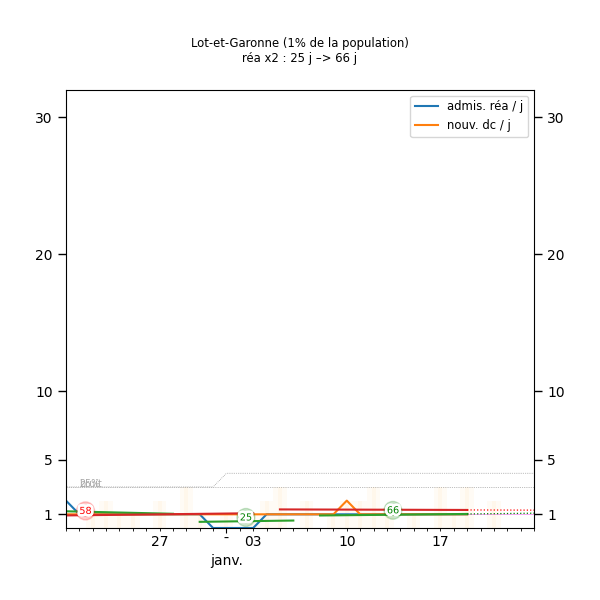 Lot-et-Garonne (1% de la population)
réa x2 : 25 j –> 66 j
admis. réa / j
nouv. dc / j
30 30
20 20
10 10
5 5
1 1
58
25
66
27 - 03 10 17
janv.